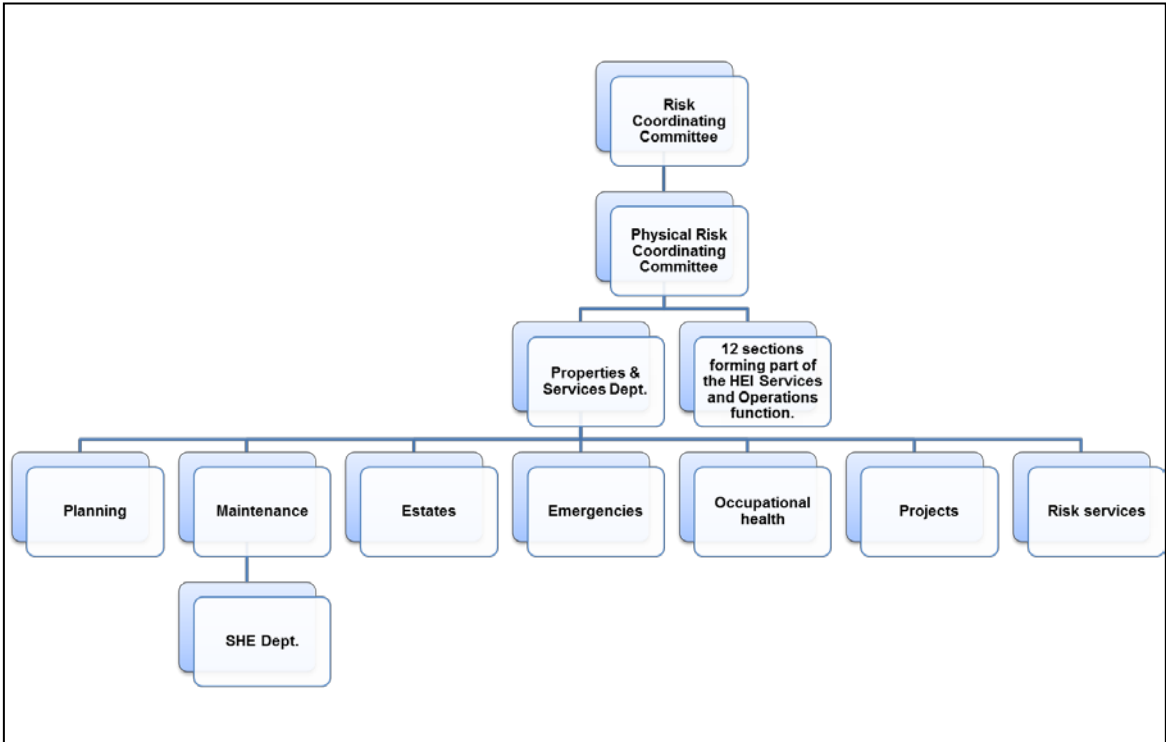 Risk
Coordinating
Committee
Physical Risk
Coordinating
Committee
Properties &
Services Dept.
12 sections
forming part of
the HEI Services
and Operations
function.
Planning
Maintenance
Estates
Emergencies
Occupational
health
Projects
Risk services
SHE Dept.